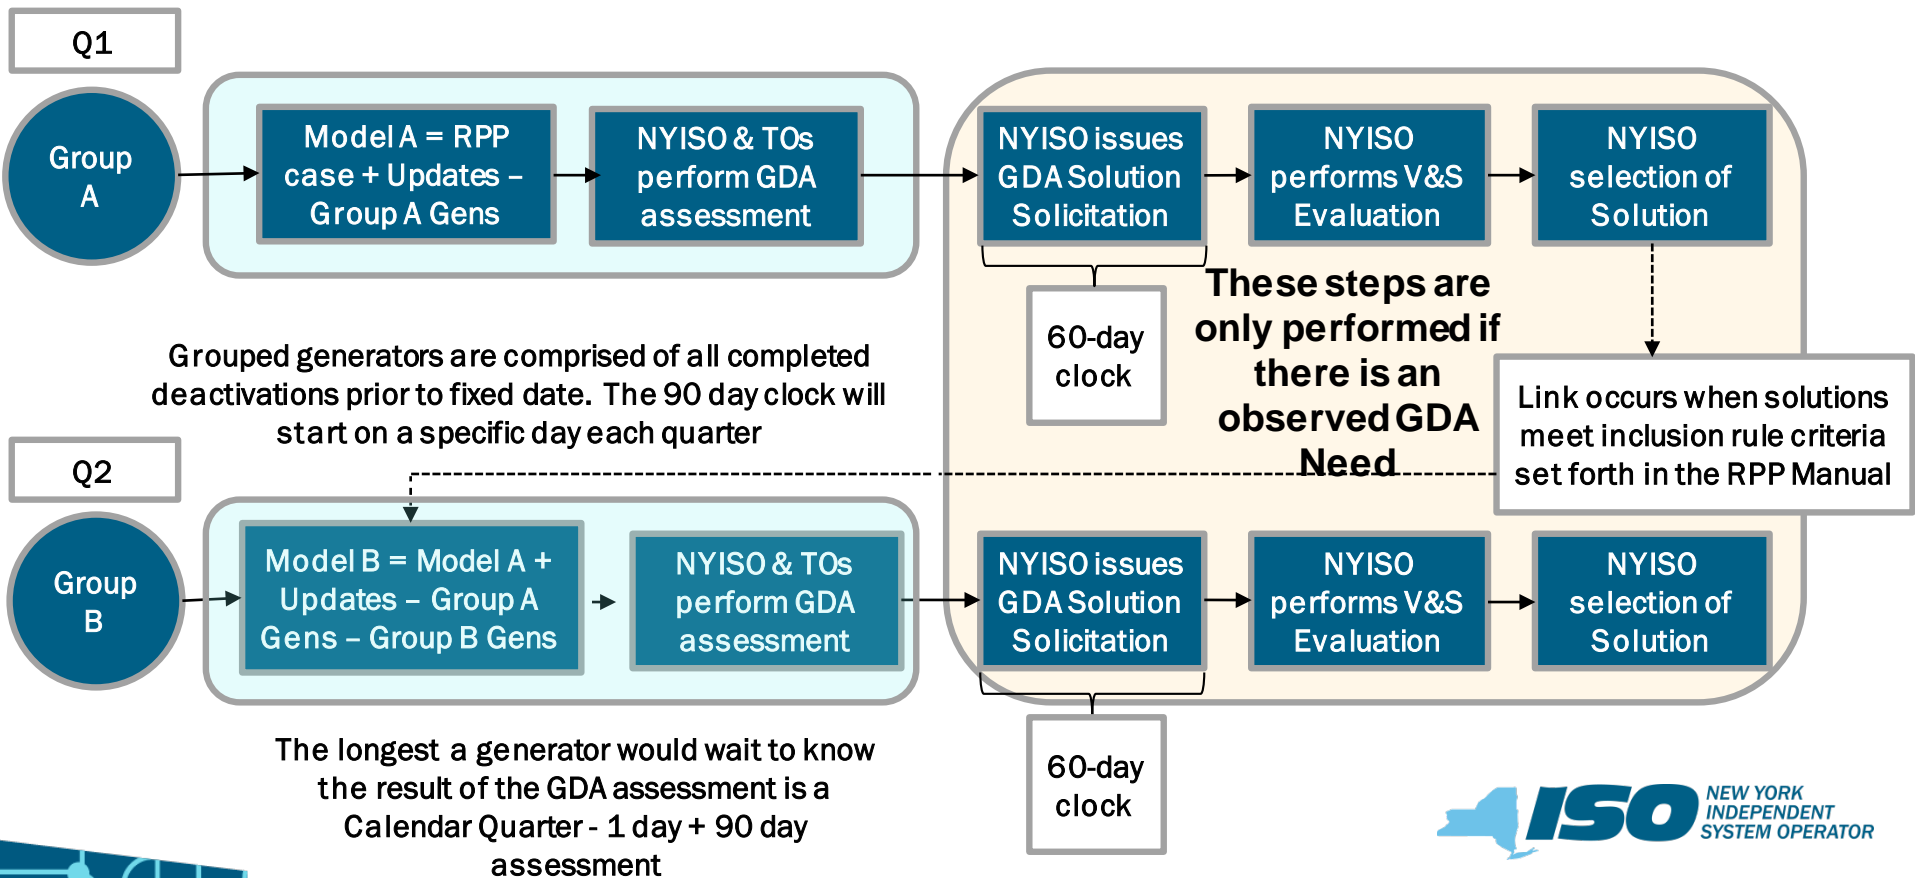 Q1
Group
A
Model A = RPP
case + Updates –
Group A Gens
NYISO & TOs
perform GDA
assessment
NYISO issues
GDA Solution
Solicitation
NYISO
performs V&S
Evaluation
NYISO
selection of
Solution
60-day
clock
These steps are
only performed if
there is an
observed GDA
Need
Link occurs when solutions
meet inclusion rule criteria
set forth in the RPP Manual
Grouped generators are comprised of all completed
deactivations prior to fixed date. The 90 day clock will
start on a specific day each quarter
Q2
Group
B
Model B = Model A +
Updates – Group A
Gens – Group B Gens
NYISO & TOs
perform GDA
assessment
NYISO issues
GDA Solution
Solicitation
NYISO
performs V&S
Evaluation
NYISO
selection of
Solution
60-day
clock
The longest a generator would wait to know
the result of the GDA assessment is a
Calendar Quarter - 1 day + 90 day
assessment
ISO
NEW YORK
INDEPENDENT
SYSTEM OPERATOR